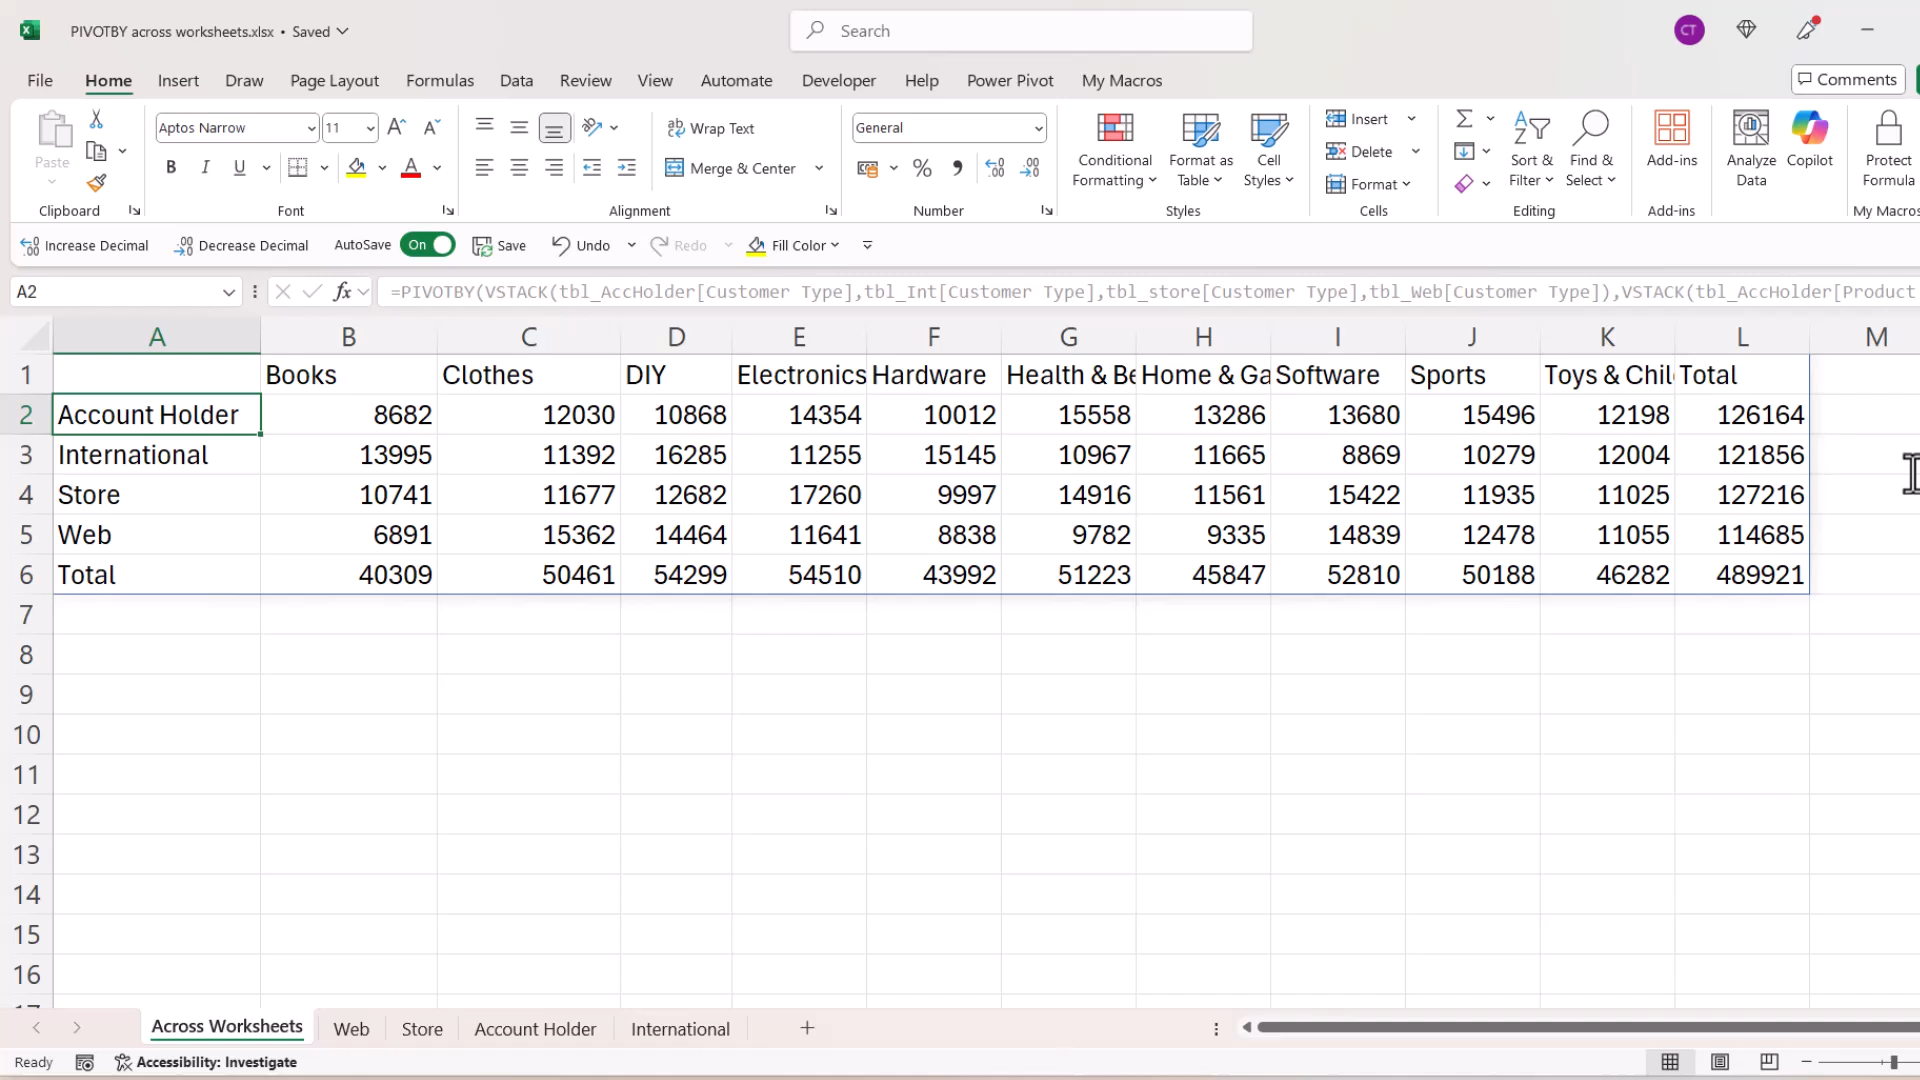 PIVOTBY across worksheets.xlsx • Saved
Search
CT
File Home Insert Draw Page Layout Formulas Data Review View Automate Developer Help Power Pivot My Macros
Comments
Paste
Clipboard
Aptos Narrow 11
B I U
Font
Wrap Text
Merge & Center
Alignment
General
Number
Conditional Formatting
Format as Table
Cell Styles
Styles
Insert
Delete
Format
Cells
Sort & Filter
Find & Select
Editing
Add-ins
Add-ins
Analyze Data
Copilot
Protect Formula
My Macros
Increase Decimal Decrease Decimal AutoSave On Save Undo Redo Fill Color
A2 fx =PIVOTBY(VSTACK(tbl_AccHolder[Customer Type],tbl_Int[Customer Type],tbl_store[Customer Type],tbl_Web[Customer Type]),VSTACK(tbl_AccHolder[Product
A B C D E F G H I J K L M
1 Books Clothes DIY Electronics Hardware Health & Be Home & Ga Software Sports Toys & Chil Total
2 Account Holder 8682 12030 10868 14354 10012 15558 13286 13680 15496 12198 126164
3 International 13995 11392 16285 11255 15145 10967 11665 8869 10279 12004 121856
4 Store 10741 11677 12682 17260 9997 14916 11561 15422 11935 11025 127216
5 Web 6891 15362 14464 11641 8838 9782 9335 14839 12478 11055 114685
6 Total 40309 50461 54299 54510 43992 51223 45847 52810 50188 46282 489921
7
8
9
10
11
12
13
14
15
16
Across Worksheets Web Store Account Holder International
Ready Accessibility: Investigate